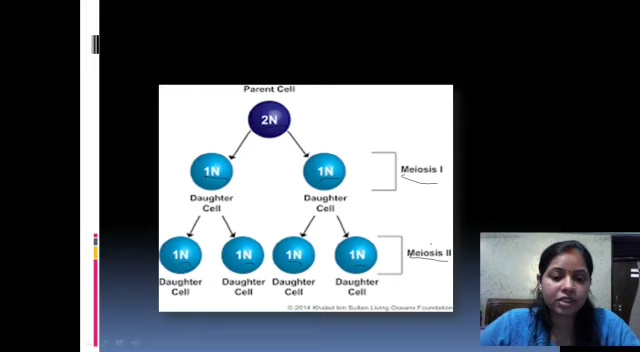 Parent Cell
2N
1N 1N
Meiosis I
Daughter Cell
Daughter Cell
1N 1N 1N 1N
Meiosis II
Daughter Cell
Daughter Cell
Daughter Cell
Daughter Cell
© 2014 Khaled bin Sultan Living Oceans Foundation